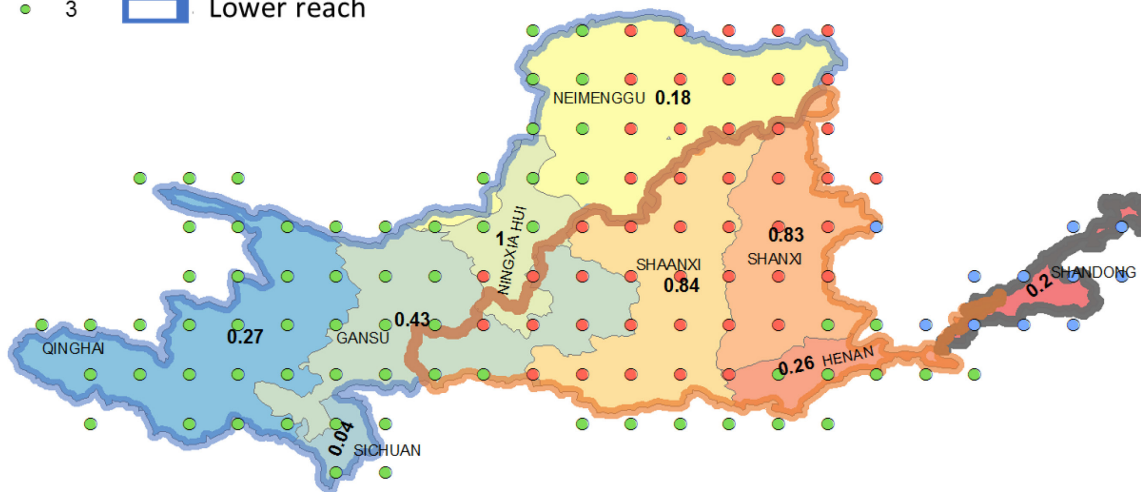 3
Lower reach
NEIMENGGU 0.18
1
NINGXIA HUI
0.83
SHANXI
SHAANXI
0.84
0.2 SHANDONG
QINGHAI
0.27
0.43
GANSU
0.26 HENAN
0.04
SICHUAN